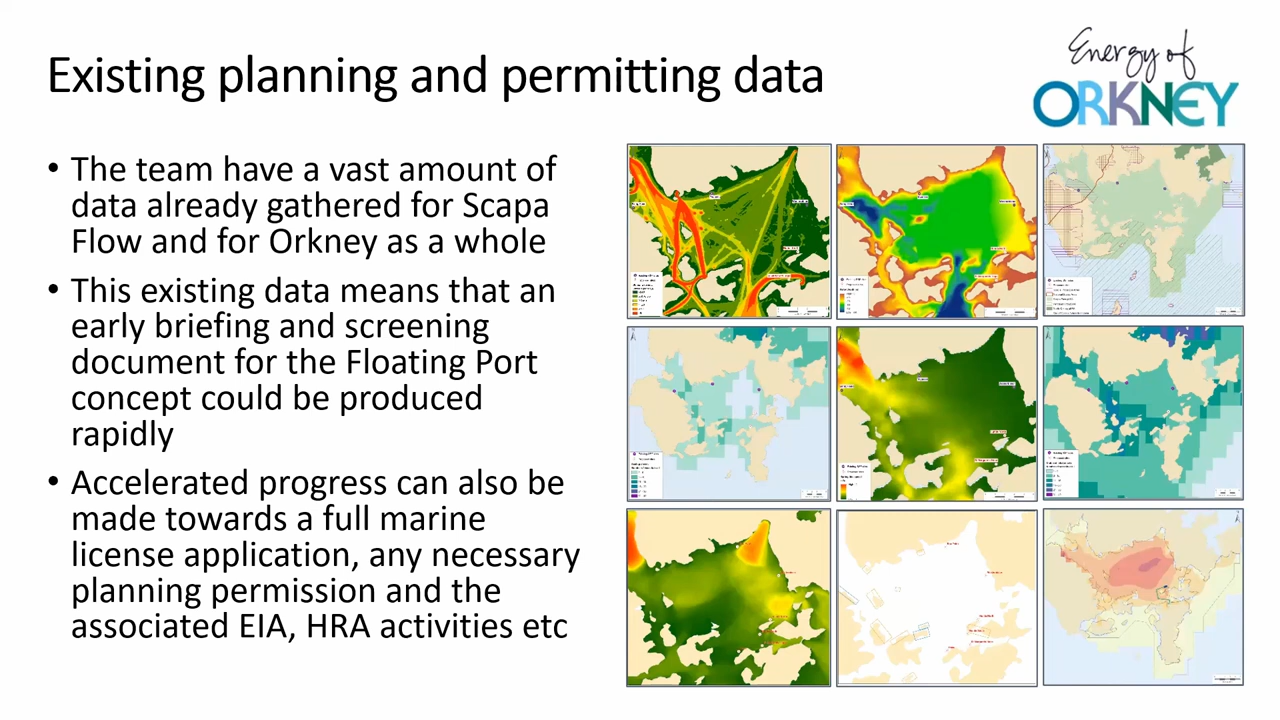 Existing planning and permitting data
Energy of
ORKNEY
• The team have a vast amount of
data already gathered for Scapa
Flow and for Orkney as a whole
• This existing data means that an
early briefing and screening
document for the Floating Port
concept could be produced
rapidly
• Accelerated progress can also be
made towards a full marine
license application, any necessary
planning permission and the
associated EIA, HRA activities etc